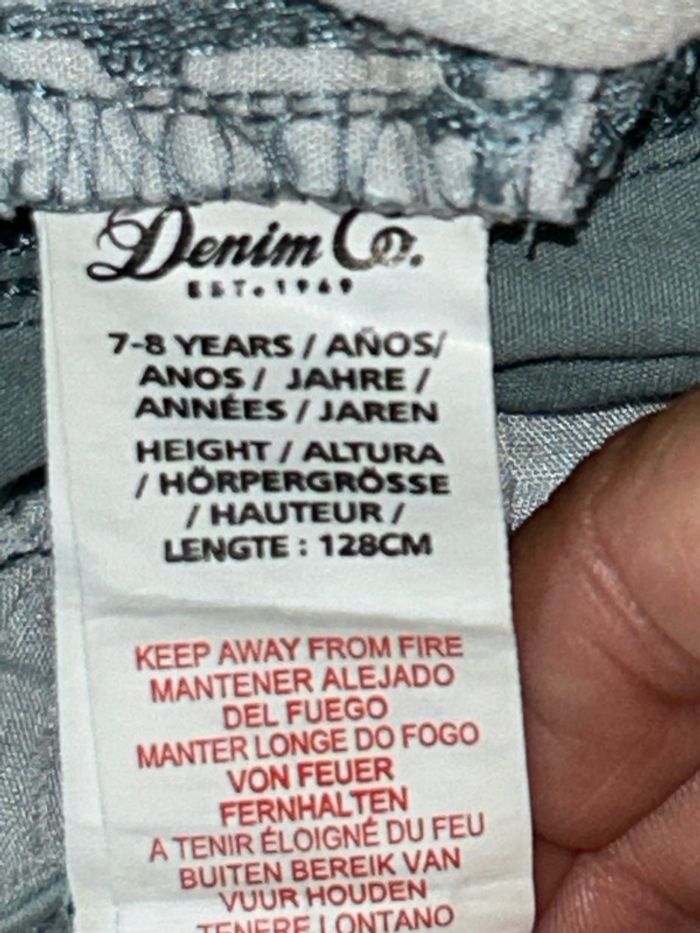 Denim Co.
EST. 1969
7-8 YEARS / AÑOS/
ANOS / JAHRE /
ANNÉES / JAREN
HEIGHT / ALTURA
/ HÖRPERGRÖSSE
/ HAUTEUR /
LENGTE : 128CM
KEEP AWAY FROM FIRE
MANTENER ALEJADO
DEL FUEGO
MANTER LONGE DO FOGO
VON FEUER
FERNHALTEN
A TENIR ÉLOIGNÉ DU FEU
BUITEN BEREIK VAN
VUUR HOUDEN
TENERE LONTANO